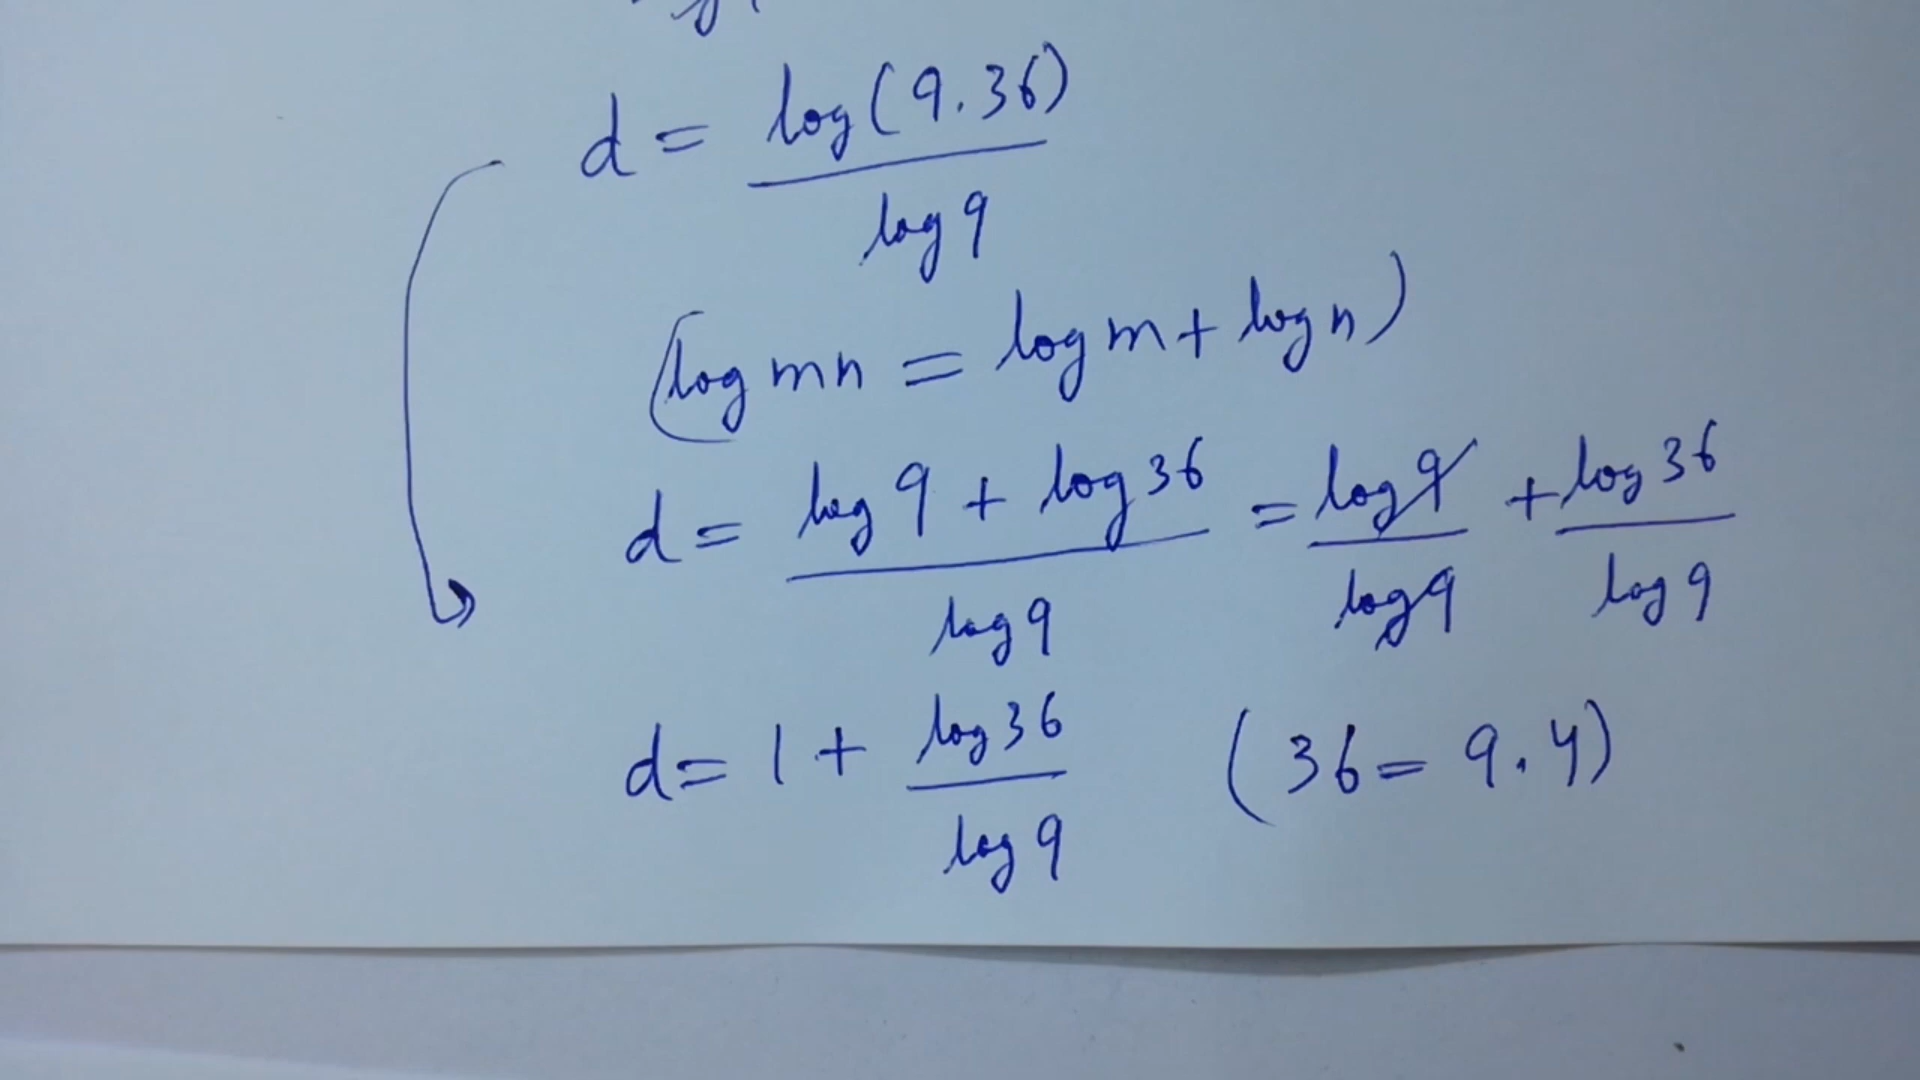 d = log(9.36) / log 9
(log mn = log m + log n)
d = (log 9 + log 36) / log 9 = log 9 / log 9 + log 36 / log 9
d = 1 + log 36 / log 9 (36 = 9.4)